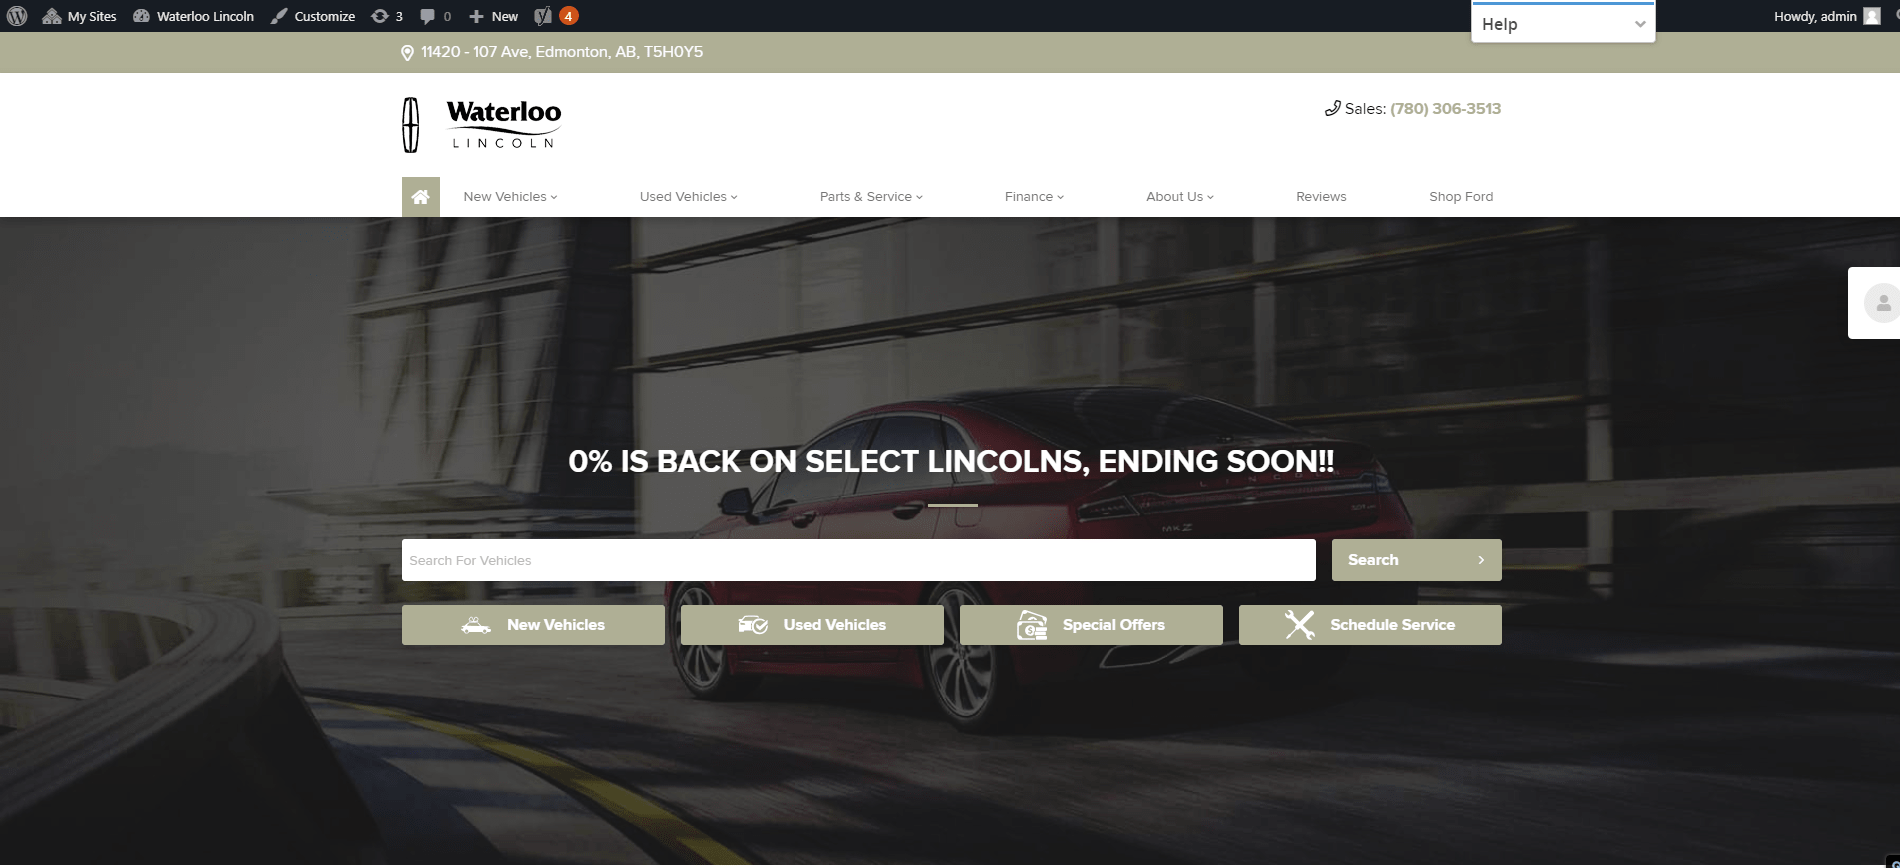 My Sites Waterloo Lincoln Customize 3 0 New 4 Help Howdy, admin
11420 - 107 Ave, Edmonton, AB, T5H0Y5
Waterloo
LINCOLN
Sales: (780) 306-3513
New Vehicles Used Vehicles Parts & Service Finance About Us Reviews Shop Ford
0% IS BACK ON SELECT LINCOLNS, ENDING SOON!!
LINCOLN
MKZ
Search For Vehicles Search
New Vehicles Used Vehicles Special Offers Schedule Service